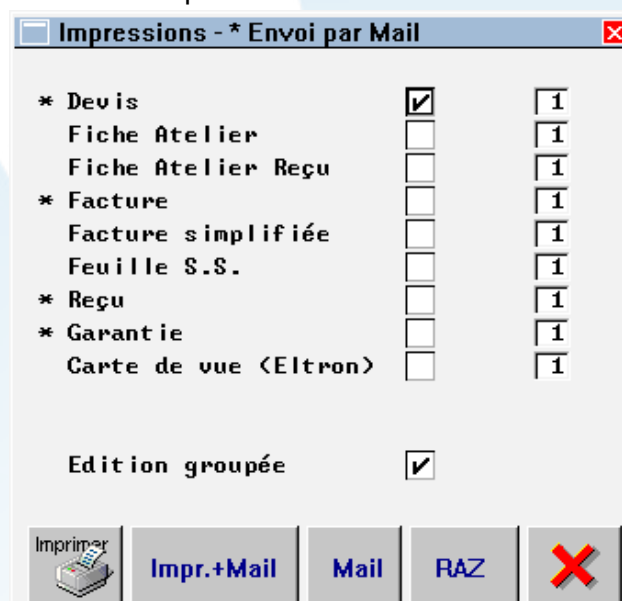 Impressions - * Envoi par Mail
* Devis 1
Fiche Atelier 1
Fiche Atelier Reçu 1
* Facture 1
Facture simplifiée 1
Feuille S.S. 1
* Reçu 1
* Garantie 1
Carte de vue (Eltron) 1
Edition groupée
Imprimer Impr.+Mail Mail RAZ